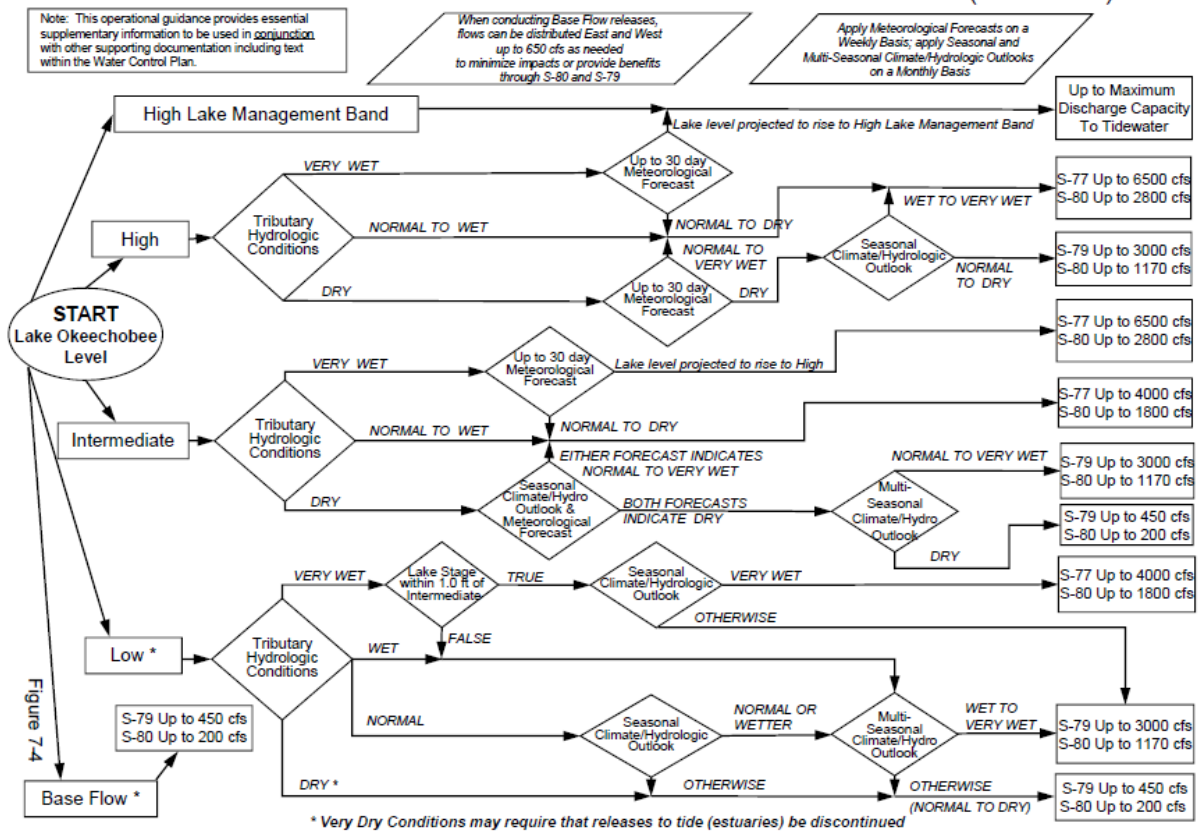 Note: This operational guidance provides essential
supplementary information to be used in conjunction
with other supporting documentation including text
within the Water Control Plan.
When conducting Base Flow releases,
flows can be distributed East and West
up to 650 cfs as needed
to minimize impacts or provide benefits
through S-80 and S-79
Apply Meteorological Forecasts on a
Weekly Basis; apply Seasonal and
Multi-Seasonal Climate/Hydrologic Outlooks
on a Monthly Basis
High Lake Management Band
Lake level projected to rise to High Lake Management Band
Up to Maximum
Discharge Capacity
To Tidewater
VERY WET
Up to 30 day
Meteorological
Forecast
High
Tributary
Hydrologic
Conditions
NORMAL TO WET
NORMAL TO DRY
WET TO VERY WET
S-77 Up to 6500 cfs
S-80 Up to 2800 cfs
NORMAL TO
VERY WET
DRY
Up to 30 day
Meteorological
Forecast
DRY
Seasonal
Climate/Hydrologic
Outlook
NORMAL
TO DRY
S-79 Up to 3000 cfs
S-80 Up to 1170 cfs
START
Lake Okeechobee
Level
VERY WET
Up to 30 day
Meteorological
Forecast
Lake level projected to rise to High
S-77 Up to 6500 cfs
S-80 Up to 2800 cfs
Intermediate
Tributary
Hydrologic
Conditions
NORMAL TO WET
NORMAL TO DRY
S-77 Up to 4000 cfs
S-80 Up to 1800 cfs
EITHER FORECAST INDICATES
NORMAL TO VERY WET
DRY
Seasonal
Climate/Hydro
Outlook &
Meteorological
Forecast
BOTH FORECASTS
INDICATE DRY
Multi-
Seasonal
Climate/Hydro
Outlook
NORMAL TO VERY WET
S-79 Up to 3000 cfs
S-80 Up to 1170 cfs
DRY
S-79 Up to 450 cfs
S-80 Up to 200 cfs
VERY WET
Lake Stage
within 1.0 ft of
Intermediate
TRUE
Seasonal
Climate/Hydrologic
Outlook
VERY WET
S-77 Up to 4000 cfs
S-80 Up to 1800 cfs
OTHERWISE
FALSE
Low *
Tributary
Hydrologic
Conditions
WET
NORMAL
Seasonal
Climate/Hydrologic
Outlook
NORMAL OR
WETTER
Multi-
Seasonal
Climate/Hydro
Outlook
WET TO
VERY WET
S-79 Up to 3000 cfs
S-80 Up to 1170 cfs
DRY *
OTHERWISE
OTHERWISE
(NORMAL TO DRY)
S-79 Up to 450 cfs
S-80 Up to 200 cfs
Figure 7-4
S-79 Up to 450 cfs
S-80 Up to 200 cfs
Base Flow *
* Very Dry Conditions may require that releases to tide (estuaries) be discontinued